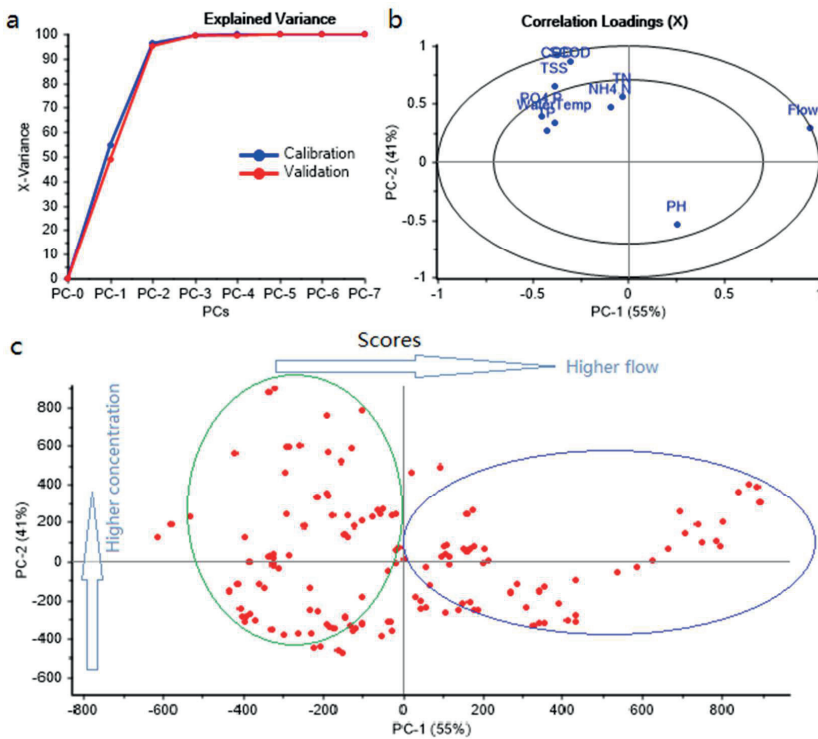 a
Explained Variance
X-Variance
100
90
80
70
60
50
40
30
20
10
0
Calibration
Validation
PC-0 PC-1 PC-2 PC-3 PC-4 PC-5 PC-6 PC-7
PCs
b
Correlation Loadings (X)
PC-2 (41%)
1
0.5
0
-0.5
-1
TSS
TN
NH4 N
WaterTemp
Flow
PH
-1 -0.5 0 0.5 1
PC-1 (55%)
c
Scores
Higher flow
Higher concentration
PC-2 (41%)
800
600
400
200
0
-200
-400
-600
-800 -600 -400 -200 0 200 400 600 800
PC-1 (55%)